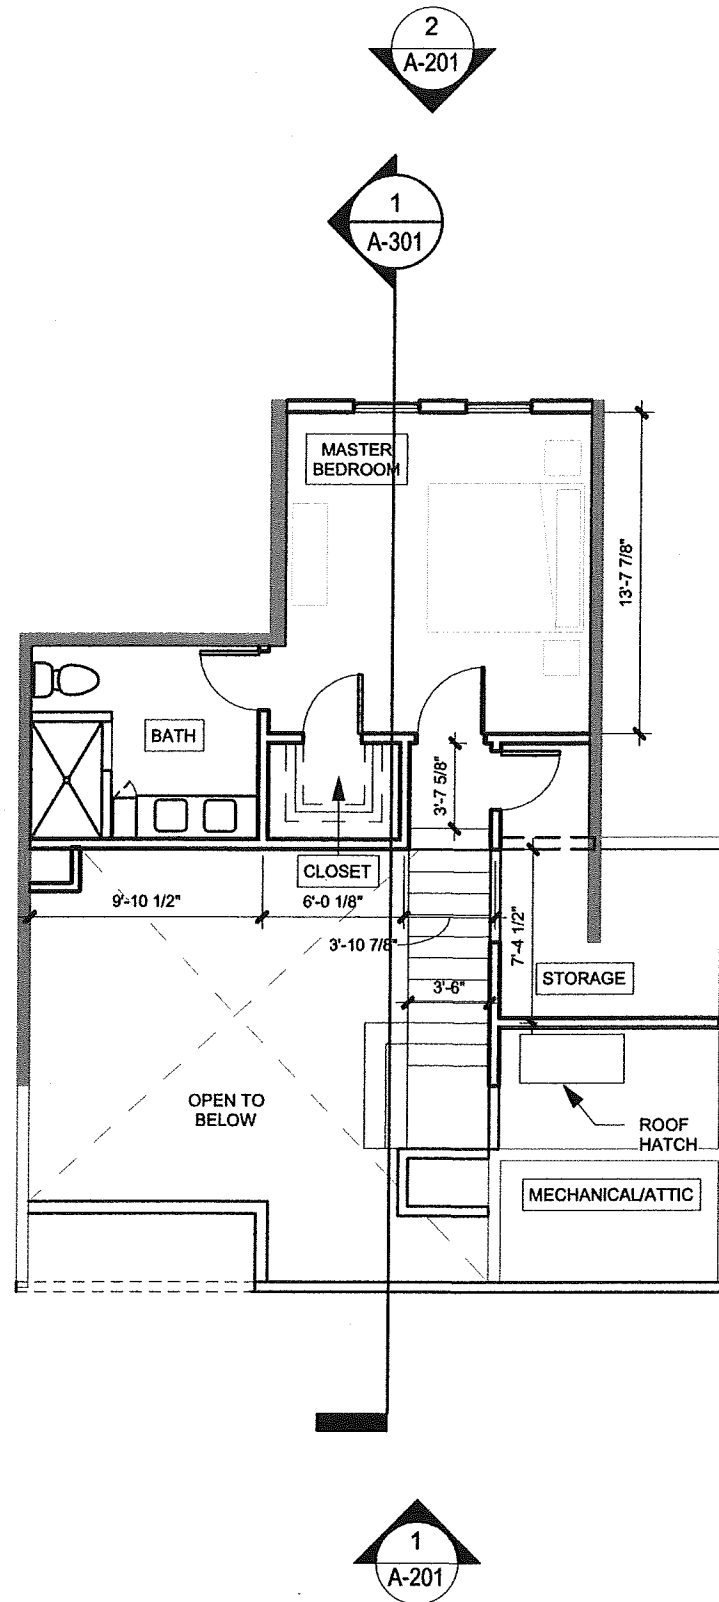 2
A-201
1
A-301
MASTER
BEDROOM
13'-7 7/8"
BATH
3'-7 5/8"
CLOSET
9'-10 1/2"
6'-0 1/8"
3'-10 7/8"
7'-4 1/2"
STORAGE
3'-6"
OPEN TO
BELOW
ROOF
HATCH
MECHANICAL/ATTIC
1
A-201